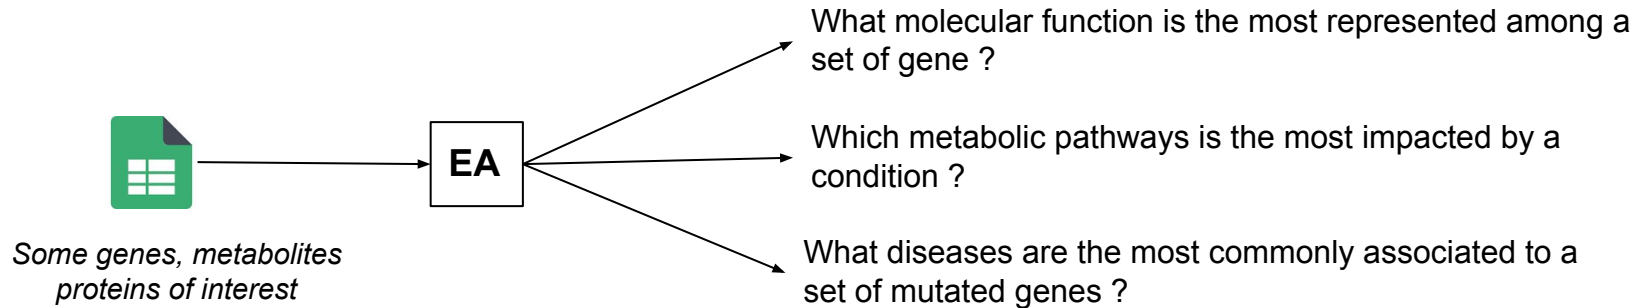 What molecular function is the most represented among a
set of gene ?
Which metabolic pathways is the most impacted by a
condition ?
EA
Some genes, metabolites
proteins of interest
What diseases are the most commonly associated to a
set of mutated genes ?